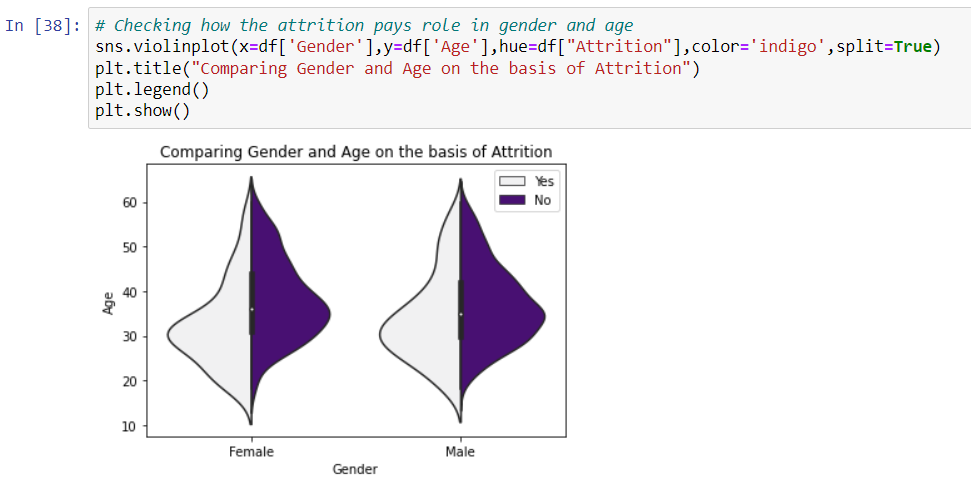 In [38]: # Checking how the attrition pays role in gender and age
sns.violinplot(x=df['Gender'],y=df['Age'],hue=df["Attrition"],color='indigo',split=True)
plt.title("Comparing Gender and Age on the basis of Attrition")
plt.legend()
plt.show()
Comparing Gender and Age on the basis of Attrition
Yes
No
60
50
40
30
20
10
Age
Female Male
Gender